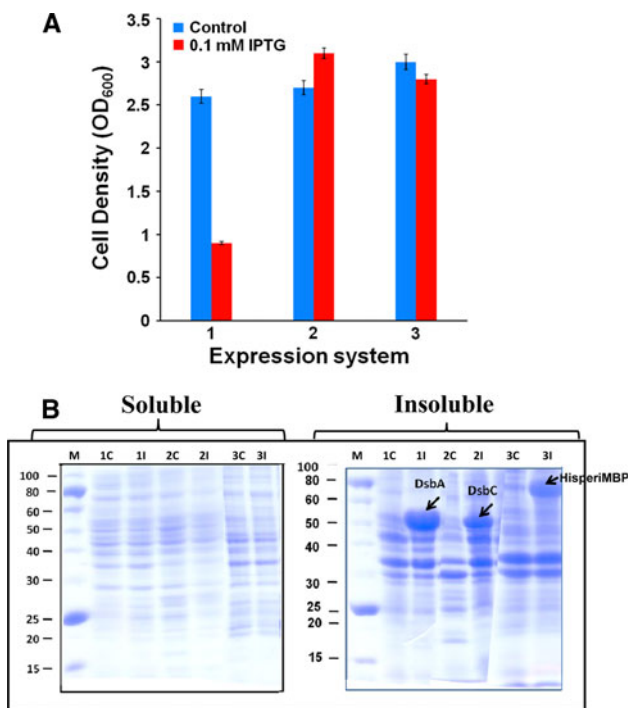 A
Control
0.1 mM IPTG
Cell Density (OD600)
3.5
3
2.5
2
1.5
1
0.5
0
1 2 3
Expression system
B
Soluble
Insoluble
M 1C 1I 2C 2I 3C 3I
100
80
60
50
40
30
25
20
15
M 1C 1I 2C 2I 3C 3I
100
80
60
50
40
30
25
20
15
DsbA
DsbC
HisperiMBP